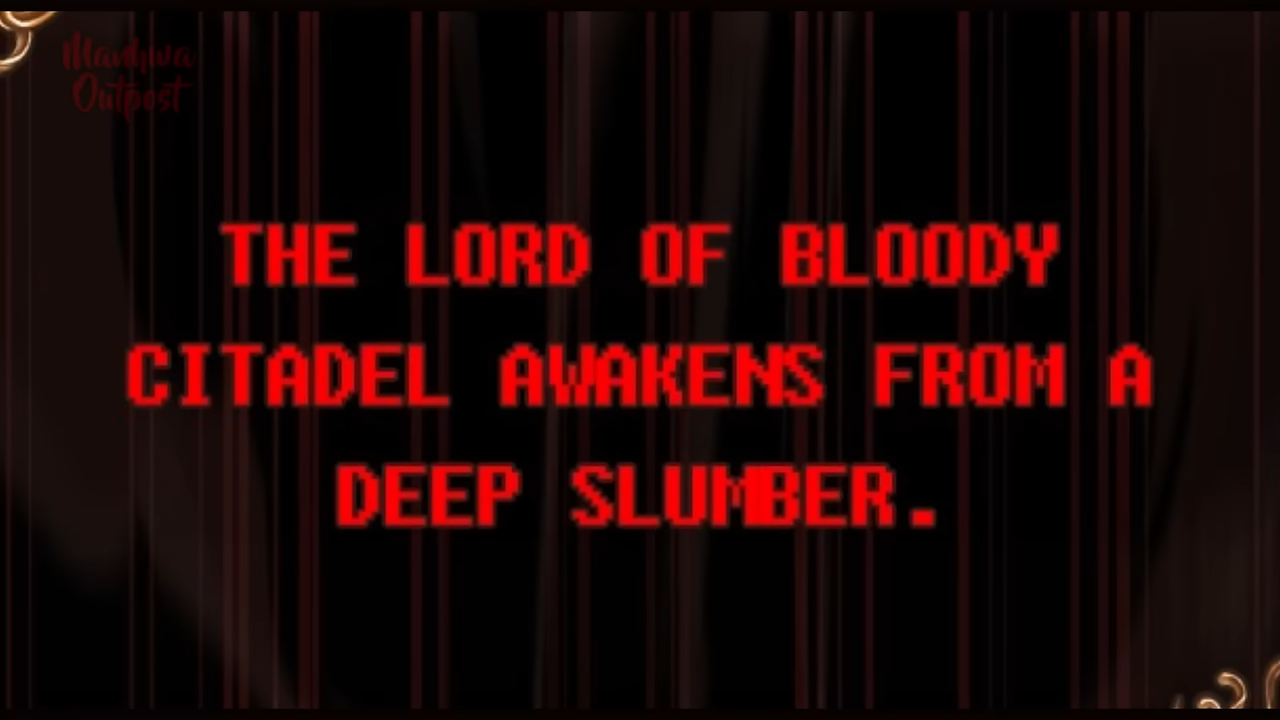 Manhwa
Outpost
THE LORD OF BLOODY
CITADEL AWAKENS FROM A
DEEP SLUMBER.